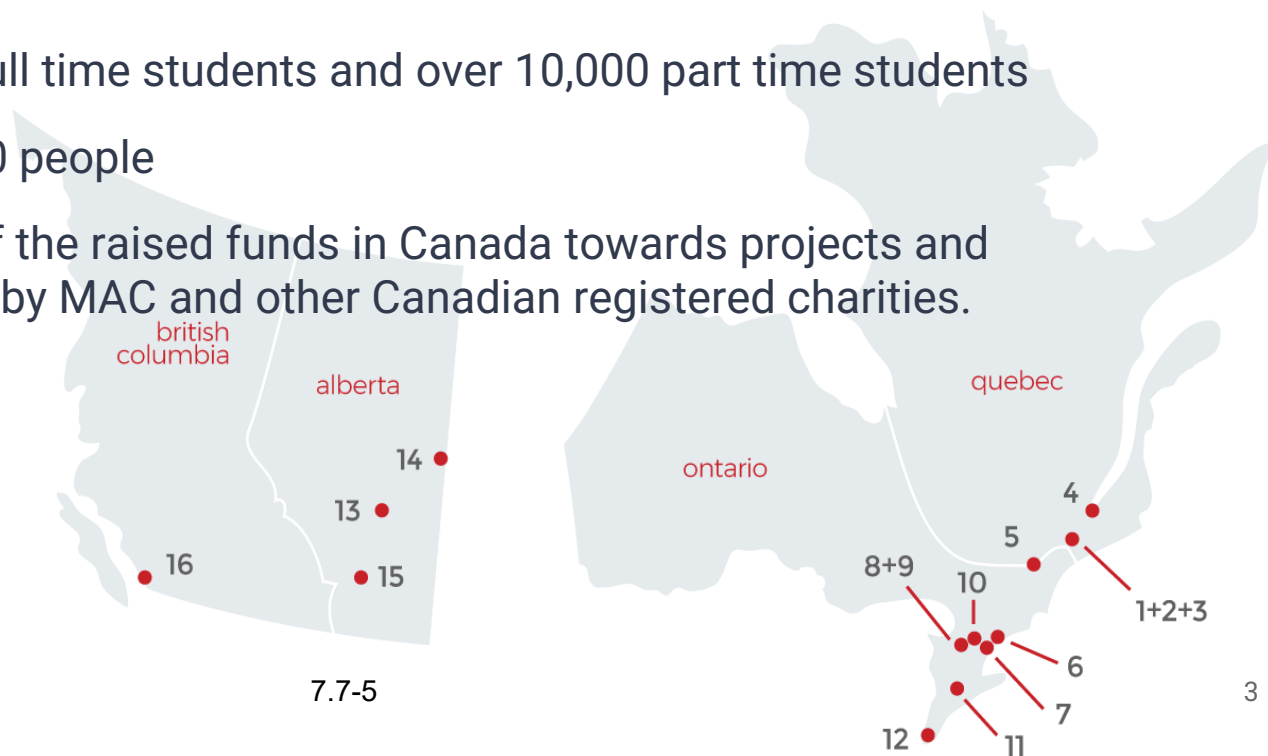 full time students and over 10,000 part time students
0 people
f the raised funds in Canada towards projects and
by MAC and other Canadian registered charities.
british
columbia
alberta
quebec
ontario
14
13
16
15
4
5
8+9
10
1+2+3
6
7
12
11
7.7-5
3